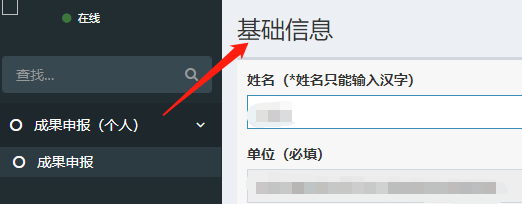 在线
查找...
成果申报（个人）
成果申报
基础信息
姓名（*姓名只能输入汉字）
单位（必填）